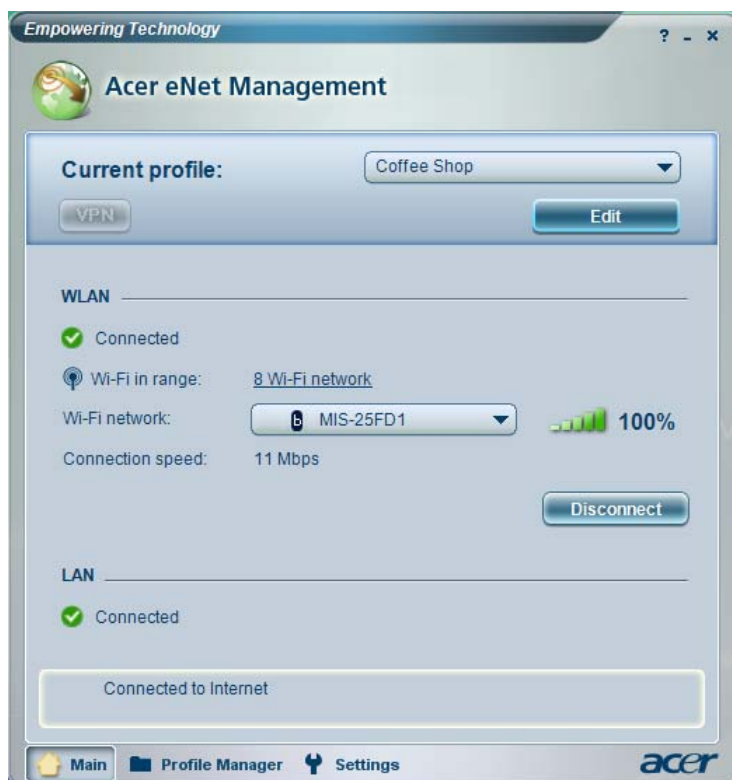 Empowering Technology
? - x
Acer eNet Management
Current profile:
Coffee Shop
VPN
Edit
WLAN
Connected
Wi-Fi in range:
8 Wi-Fi network
Wi-Fi network:
b MIS-25FD1
100%
Connection speed:
11 Mbps
Disconnect
LAN
Connected
Connected to Internet
Main
Profile Manager
Settings
acer